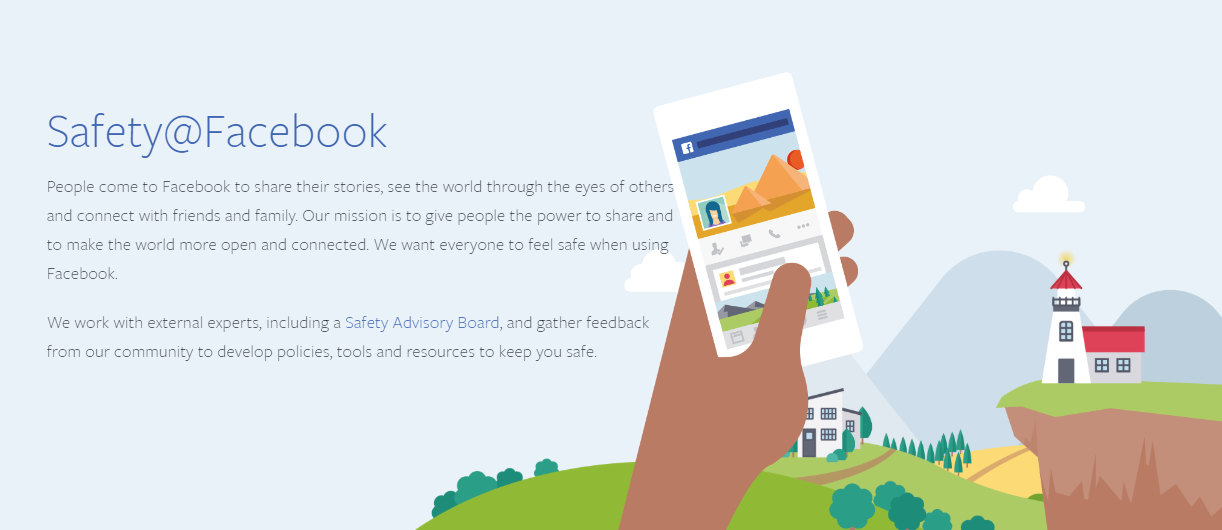 Safety@Facebook
People come to Facebook to share their stories, see the world through the eyes of others
and connect with friends and family. Our mission is to give people the power to share and
to make the world more open and connected. We want everyone to feel safe when using
Facebook.
We work with external experts, including a Safety Advisory Board, and gather feedback
from our community to develop policies, tools and resources to keep you safe.